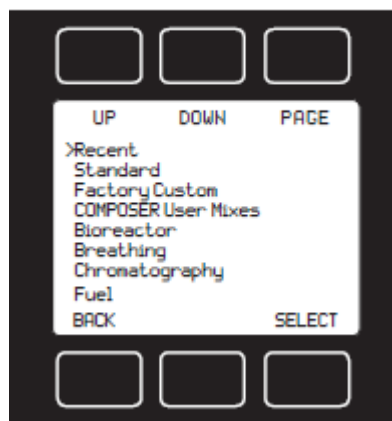 UP DOWN PAGE
>Recent
Standard
Factory Custom
COMPOSER User Mixes
Bioreactor
Breathing
Chromatography
Fuel
BACK SELECT